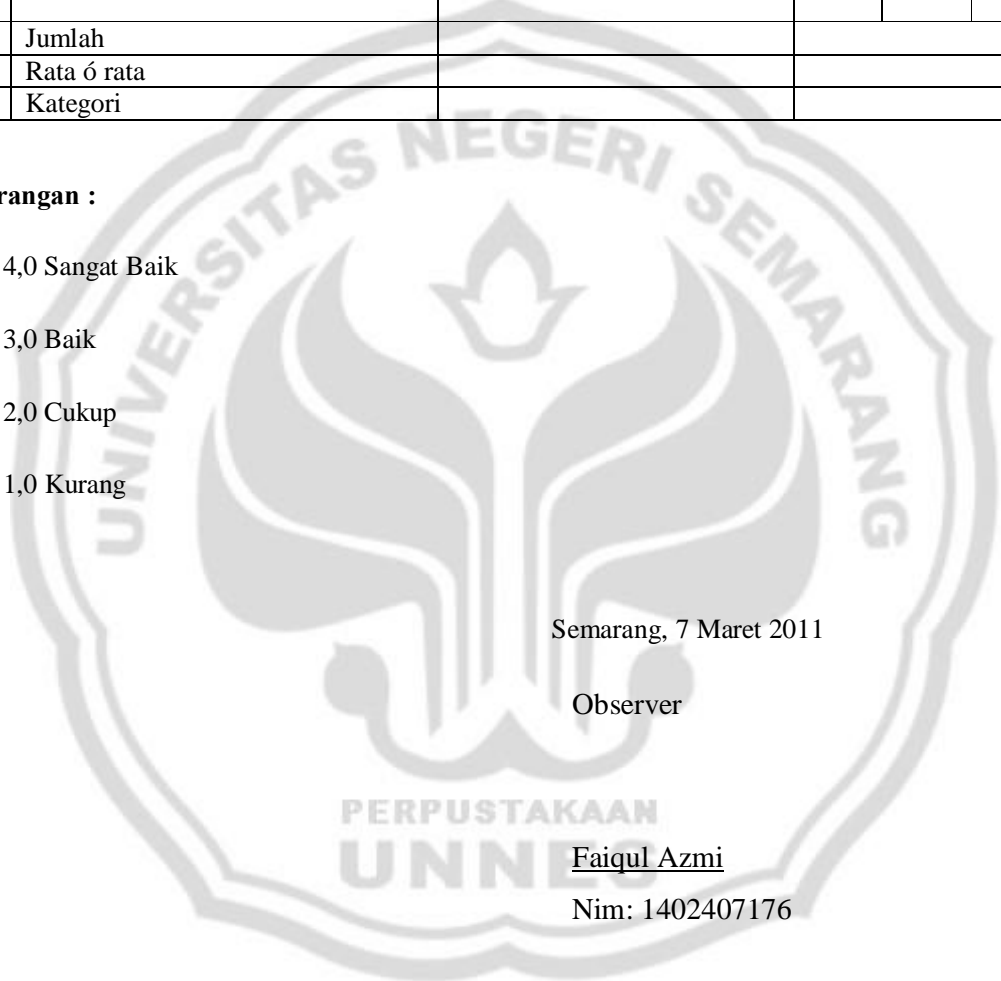 Jumlah
Rata ó rata
Kategori
rangan :
4,0 Sangat Baik
3,0 Baik
2,0 Cukup
1,0 Kurang
UNIVERSITAS NEGERI SEMARANG
Semarang, 7 Maret 2011
Observer
PERPUSTAKAAN
UNNES
Faiqul Azmi
Nim: 1402407176